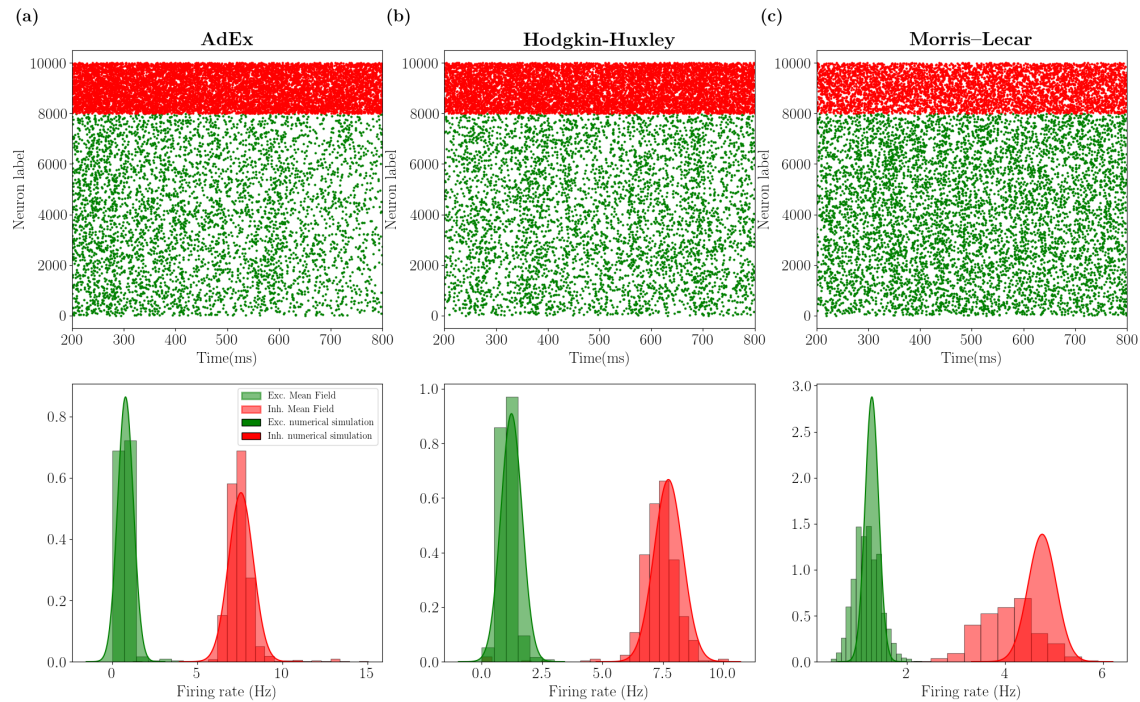 (a)
(b)
(c)
AdEx
Hodgkin-Huxley
Morris–Lecar
10000
8000
6000
4000
2000
0
Neuron label
200 300 400 500 600 700 800
Time(ms)
10000
8000
6000
4000
2000
0
Neuron label
200 300 400 500 600 700 800
Time(ms)
10000
8000
6000
4000
2000
0
Neuron label
200 300 400 500 600 700 800
Time(ms)
0.8
0.6
0.4
0.2
0.0
Exc. Mean Field
Inh. Mean Field
Exc. numerical simulation
Inh. numerical simulation
0 5 10 15
Firing rate (Hz)
1.0
0.8
0.6
0.4
0.2
0.0
0.0 2.5 5.0 7.5 10.0
Firing rate (Hz)
3.0
2.5
2.0
1.5
1.0
0.5
0.0
2 4 6
Firing rate (Hz)